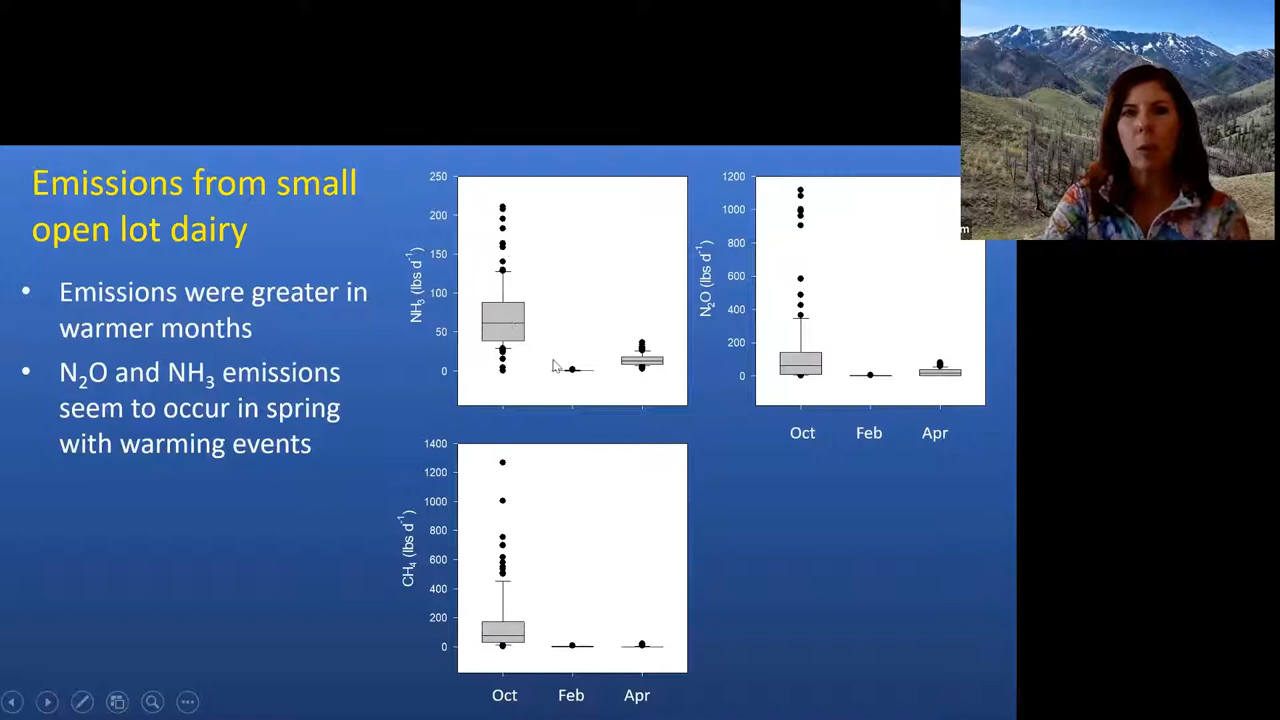 Emissions from small
open lot dairy
• Emissions were greater in
warmer months
• N₂O and NH₃ emissions
seem to occur in spring
with warming events
NH₃ (lbs d⁻¹)
250
200
150
100
50
0
N₂O (lbs d⁻¹)
1200
1000
800
600
400
200
0
Oct Feb Apr
CH₄ (lbs d⁻¹)
1400
1200
1000
800
600
400
200
0
Oct Feb Apr